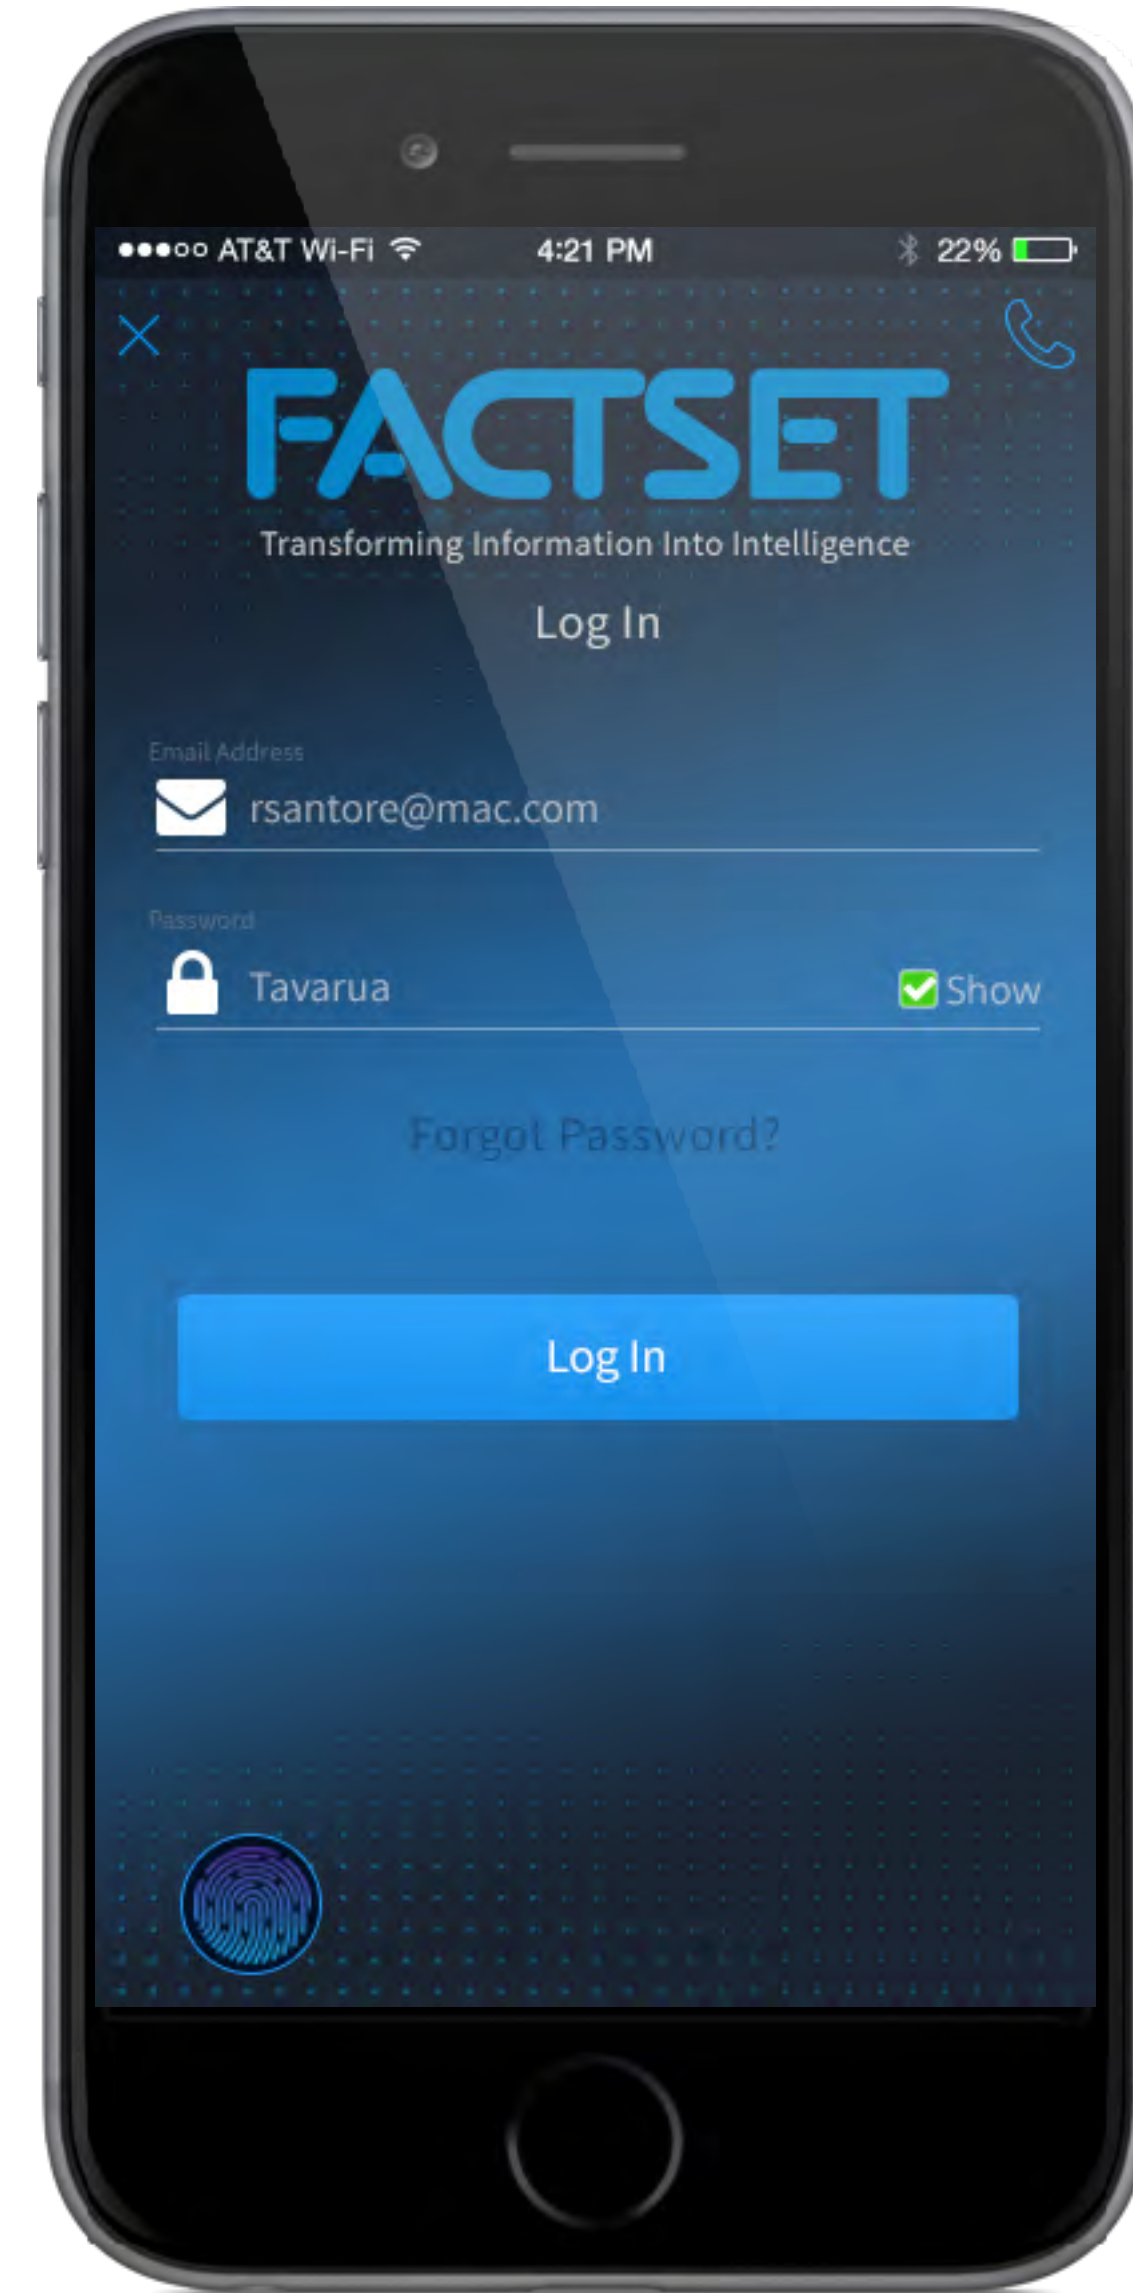 AT&T Wi-Fi 4:21 PM 22%
FACTSET
Transforming Information Into Intelligence
Log In
Email Address
rsantore@mac.com
Password
Tavarua Show
Forgot Password?
Log In